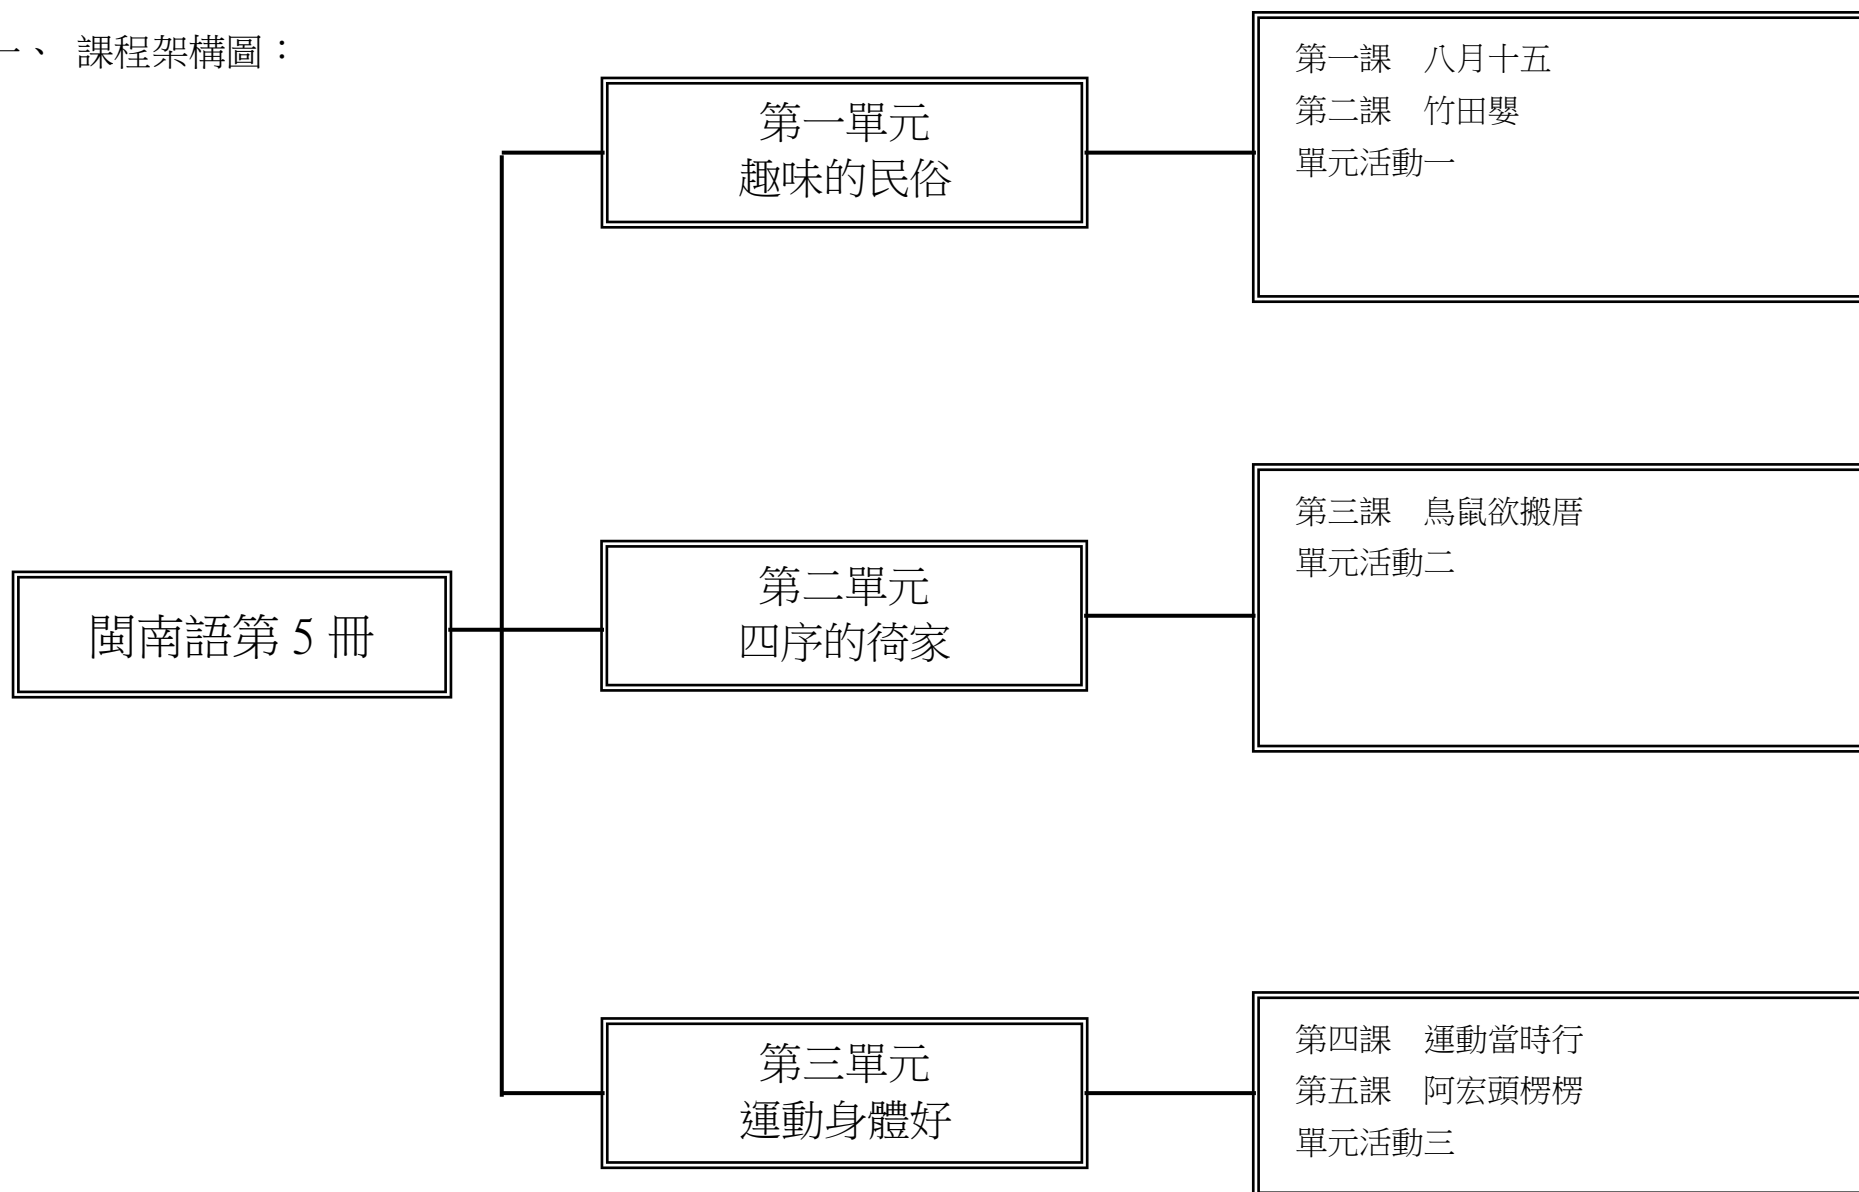 一、 課程架構圖：
第一單元
趣味的民俗
第一課　八月十五
第二課　竹田嬰
單元活動一
閩南語第 5 冊
第二單元
四序的徛家
第三課　鳥鼠欲搬厝
單元活動二
第三單元
運動身體好
第四課　運動當時行
第五課　阿宏頭楞楞
單元活動三